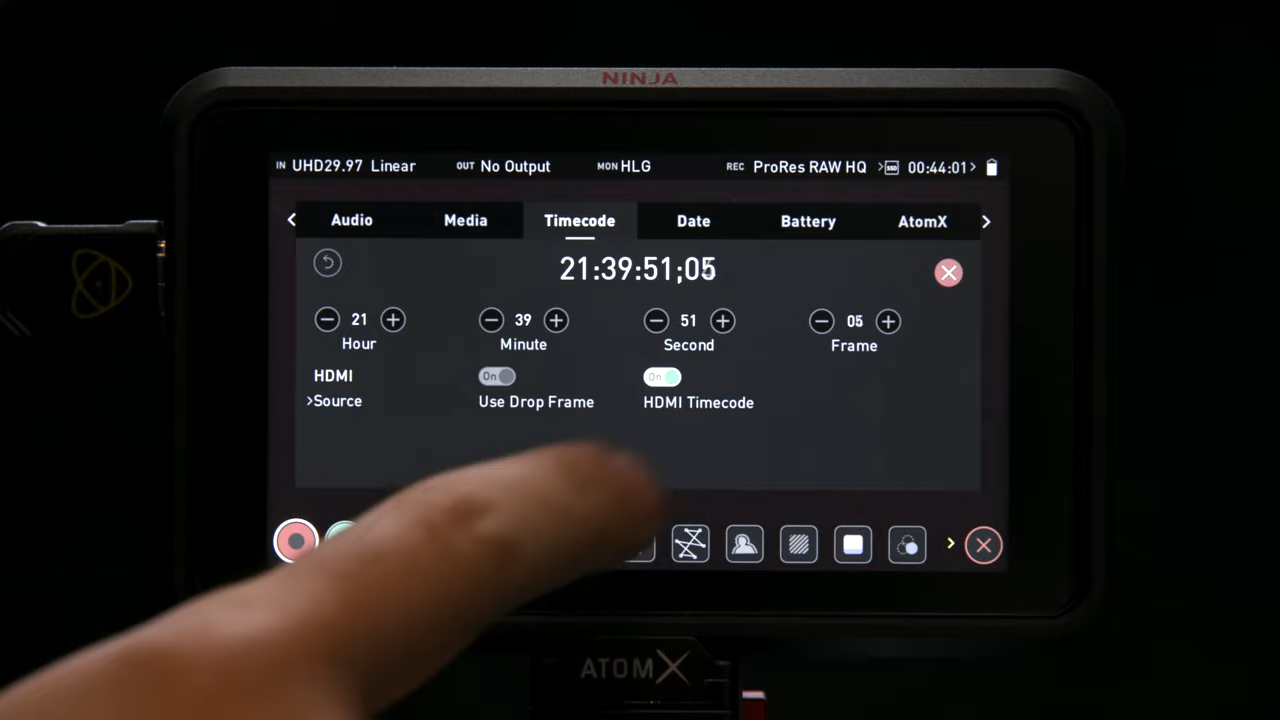 NINJA
IN UHD29.97 Linear OUT No Output MON HLG REC ProRes RAW HQ >SSD 00:44:01>
< Audio Media Timecode Date Battery AtomX >
21:39:51;05
− 21 + − 39 + − 51 + − 05 +
Hour Minute Second Frame
HDMI On On
>Source Use Drop Frame HDMI Timecode
ATOMX